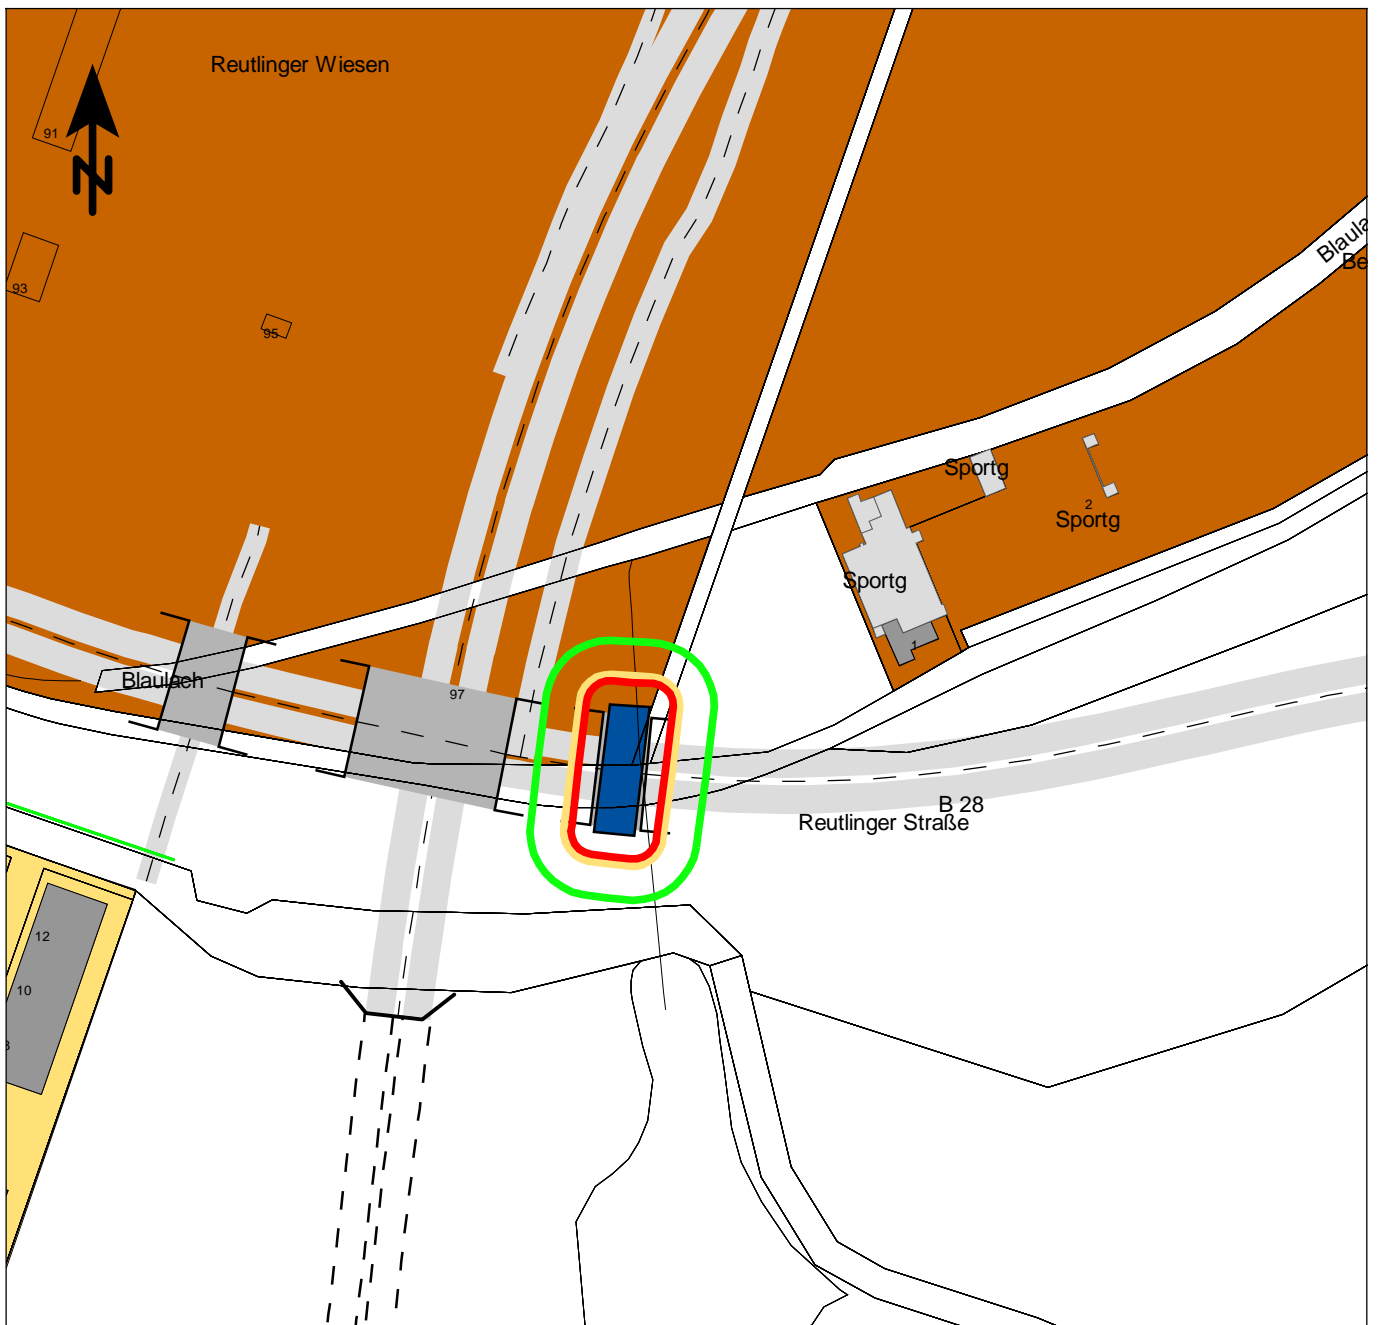 Reutlinger Wiesen
91
N
Blaula
Be
93
95
Sportg
2
Sportg
Sportg
1
Blaulach
97
B 28
Reutlinger Straße
12
10